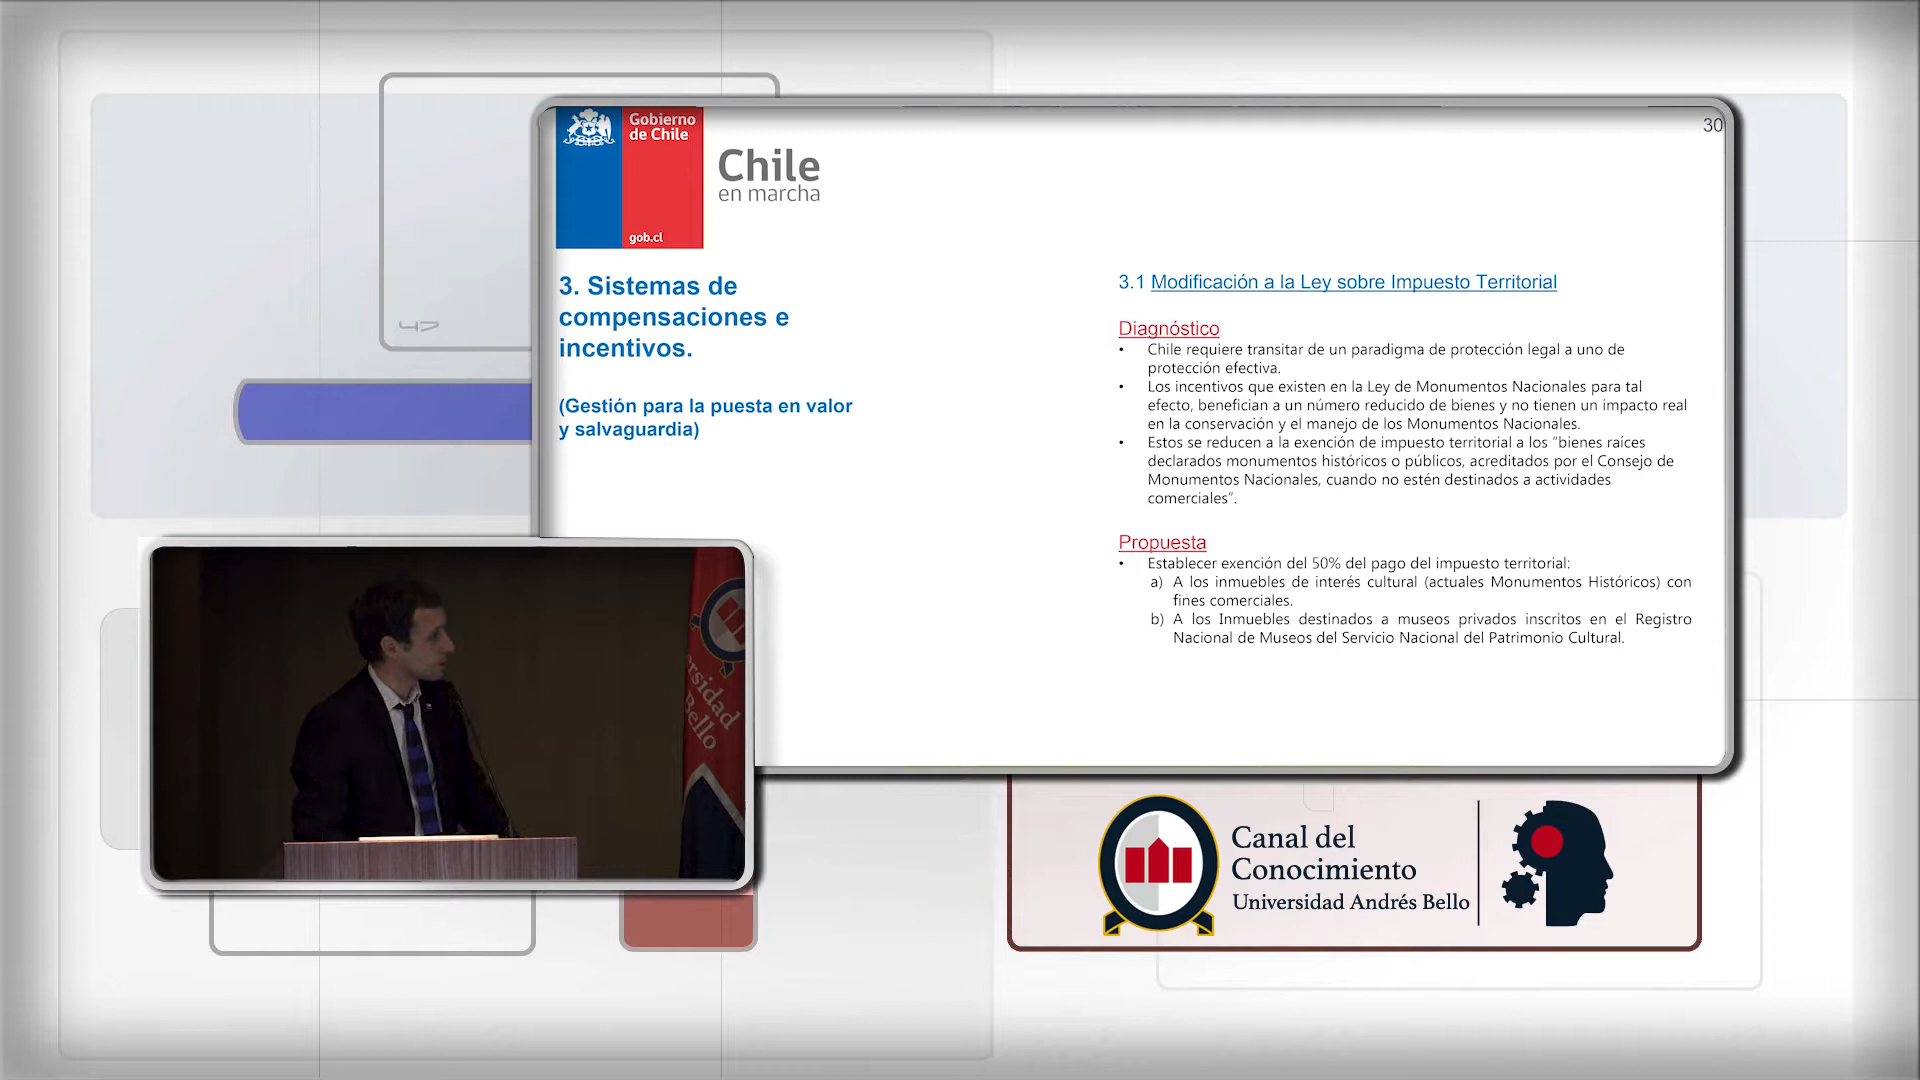 Gobierno
de Chile
gob.cl
Chile
en marcha
30
3. Sistemas de
compensaciones e
incentivos.
(Gestión para la puesta en valor
y salvaguardia)
3.1 Modificación a la Ley sobre Impuesto Territorial
Diagnóstico
• Chile requiere transitar de un paradigma de protección legal a uno de
protección efectiva.
• Los incentivos que existen en la Ley de Monumentos Nacionales para tal
efecto, benefician a un número reducido de bienes y no tienen un impacto real
en la conservación y el manejo de los Monumentos Nacionales.
• Estos se reducen a la exención de impuesto territorial a los “bienes raíces
declarados monumentos históricos o públicos, acreditados por el Consejo de
Monumentos Nacionales, cuando no estén destinados a actividades
comerciales”.
Propuesta
• Establecer exención del 50% del pago del impuesto territorial:
a) A los inmuebles de interés cultural (actuales Monumentos Históricos) con
fines comerciales.
b) A los Inmuebles destinados a museos privados inscritos en el Registro
Nacional de Museos del Servicio Nacional del Patrimonio Cultural.
Bello
Canal del
Conocimiento
Universidad Andrés Bello